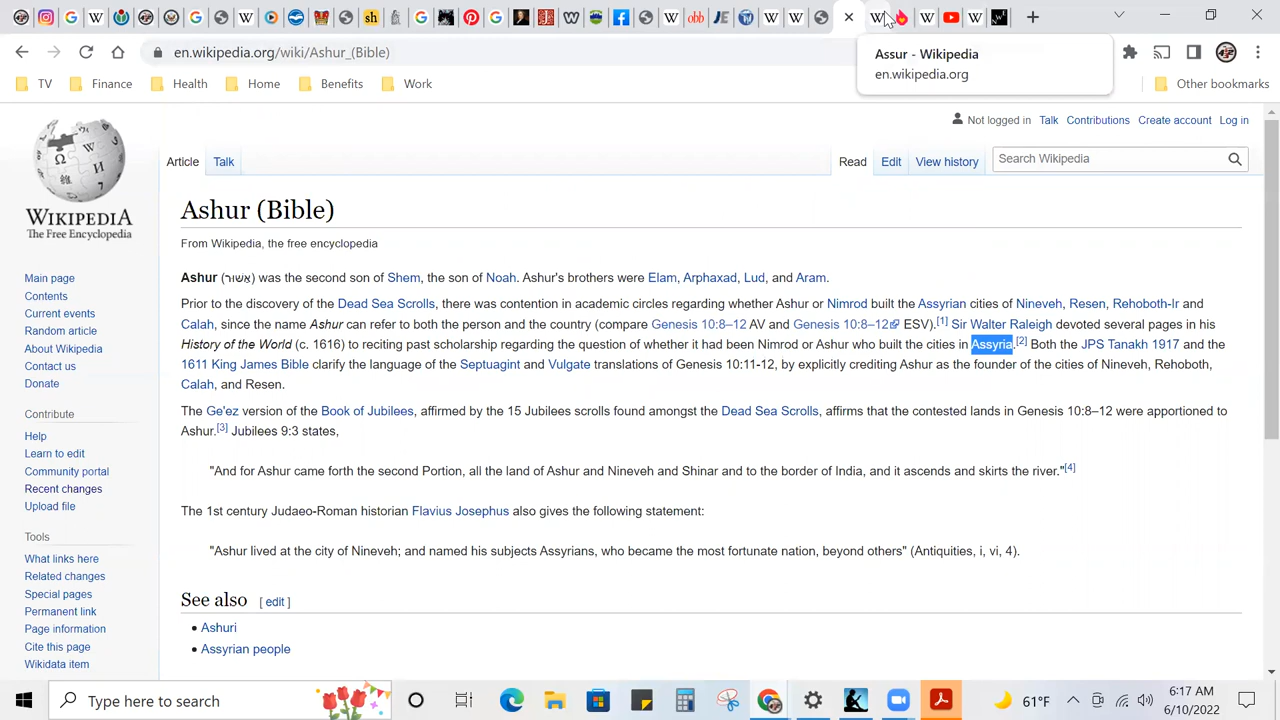 Assur - Wikipedia
en.wikipedia.org
en.wikipedia.org/wiki/Ashur_(Bible)
TV Finance Health Home Benefits Work Other bookmarks
Not logged in Talk Contributions Create account Log in
Article Talk Read Edit View history Search Wikipedia
WIKIPEDIA
The Free Encyclopedia
Main page
Contents
Current events
Random article
About Wikipedia
Contact us
Donate
Contribute
Help
Learn to edit
Community portal
Recent changes
Upload file
Tools
What links here
Related changes
Special pages
Permanent link
Page information
Cite this page
Wikidata item
Ashur (Bible)
From Wikipedia, the free encyclopedia
Ashur (אַשּׁוּר) was the second son of Shem, the son of Noah. Ashur's brothers were Elam, Arphaxad, Lud, and Aram.
Prior to the discovery of the Dead Sea Scrolls, there was contention in academic circles regarding whether Ashur or Nimrod built the Assyrian cities of Nineveh, Resen, Rehoboth-Ir and
Calah, since the name Ashur can refer to both the person and the country (compare Genesis 10:8–12 AV and Genesis 10:8–12 ESV).[1] Sir Walter Raleigh devoted several pages in his
History of the World (c. 1616) to reciting past scholarship regarding the question of whether it had been Nimrod or Ashur who built the cities in Assyria.[2] Both the JPS Tanakh 1917 and the
1611 King James Bible clarify the language of the Septuagint and Vulgate translations of Genesis 10:11-12, by explicitly crediting Ashur as the founder of the cities of Nineveh, Rehoboth,
Calah, and Resen.
The Ge'ez version of the Book of Jubilees, affirmed by the 15 Jubilees scrolls found amongst the Dead Sea Scrolls, affirms that the contested lands in Genesis 10:8–12 were apportioned to
Ashur.[3] Jubilees 9:3 states,
"And for Ashur came forth the second Portion, all the land of Ashur and Nineveh and Shinar and to the border of India, and it ascends and skirts the river."[4]
The 1st century Judaeo-Roman historian Flavius Josephus also gives the following statement:
"Ashur lived at the city of Nineveh; and named his subjects Assyrians, who became the most fortunate nation, beyond others" (Antiquities, i, vi, 4).
See also [ edit ]
Ashuri
Assyrian people
Type here to search
61°F
6:17 AM
6/10/2022